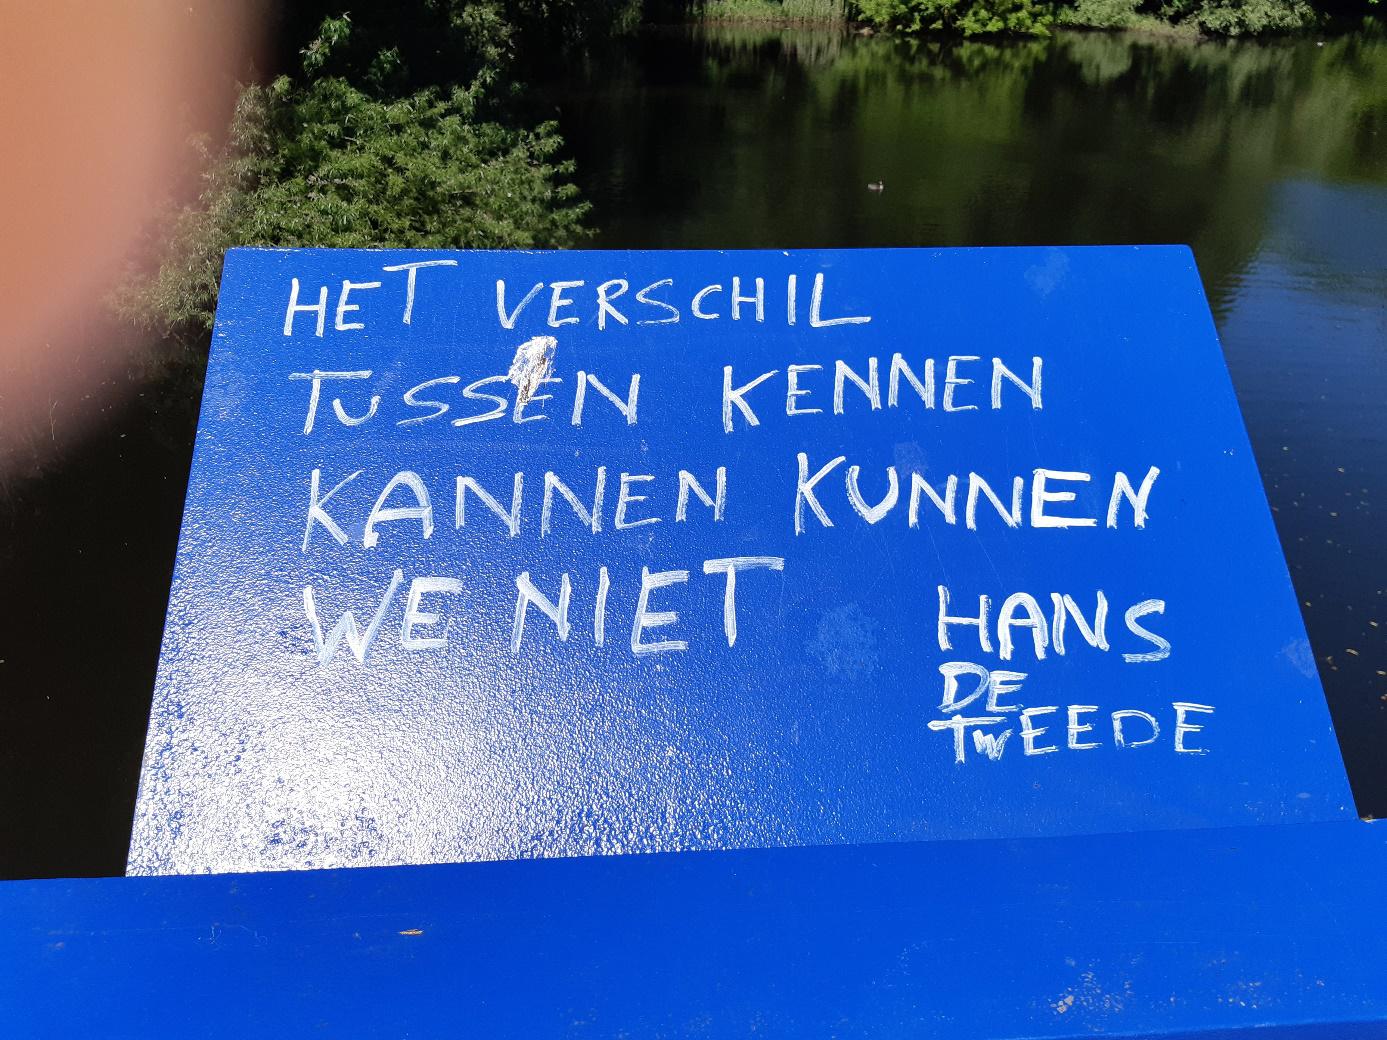 HET VERSCHIL
TUSSEN KENNEN
KANNEN KUNNEN
WE NIET
HANS
DE
TWEEDE